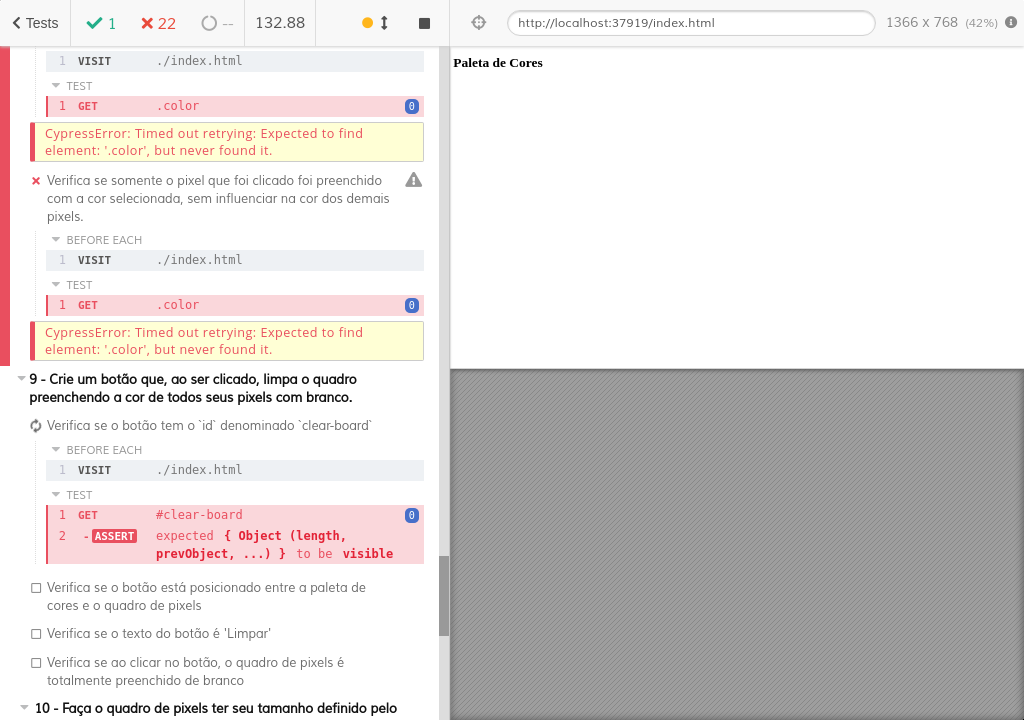 Tests 1 22 -- 132.88 http://localhost:37919/index.html 1366 x 768 (42%)
1 VISIT ./index.html
TEST
1 GET .color 0
CypressError: Timed out retrying: Expected to find
element: '.color', but never found it.
Verifica se somente o pixel que foi clicado foi preenchido
com a cor selecionada, sem influenciar na cor dos demais
pixels.
BEFORE EACH
1 VISIT ./index.html
TEST
1 GET .color 0
CypressError: Timed out retrying: Expected to find
element: '.color', but never found it.
9 - Crie um botão que, ao ser clicado, limpa o quadro
preenchendo a cor de todos seus pixels com branco.
Verifica se o botão tem o `id` denominado `clear-board`
BEFORE EACH
1 VISIT ./index.html
TEST
1 GET #clear-board 0
2 -ASSERT expected { Object (length,
prevObject, ...) } to be visible
Verifica se o botão está posicionado entre a paleta de
cores e o quadro de pixels
Verifica se o texto do botão é 'Limpar'
Verifica se ao clicar no botão, o quadro de pixels é
totalmente preenchido de branco
10 - Faça o quadro de pixels ter seu tamanho definido pelo
Paleta de Cores